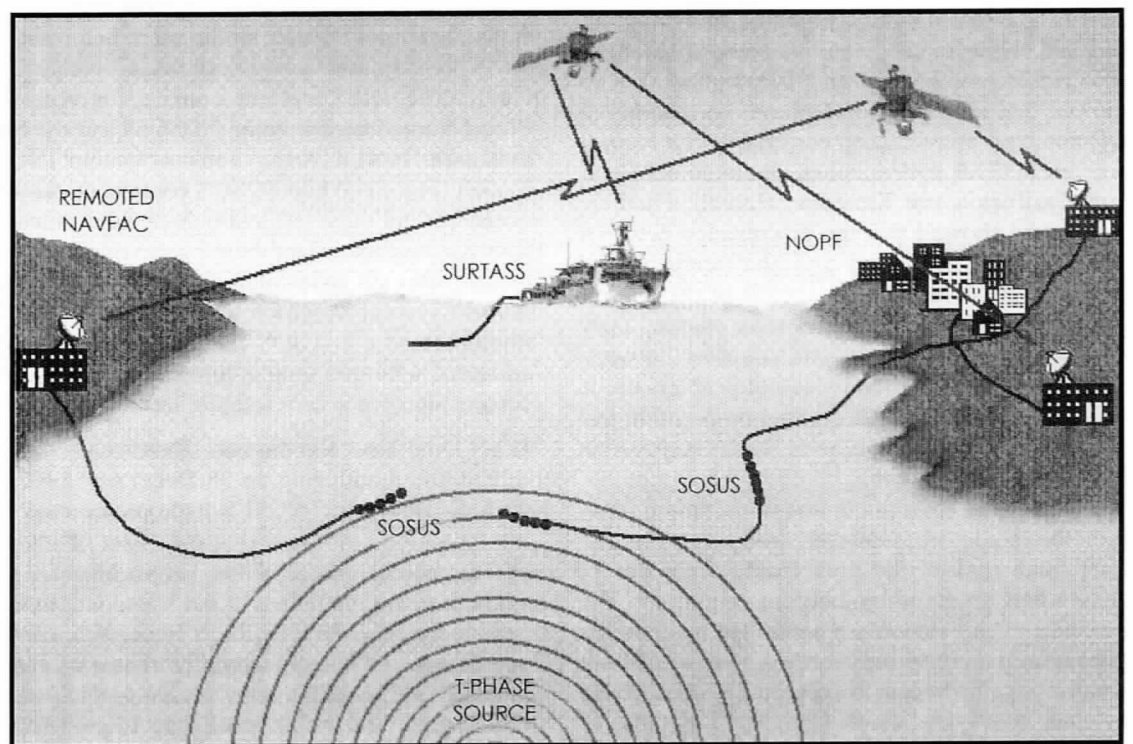 REMOTED
NAVFAC
SURTASS
NOPF
SOSUS
SOSUS
T-PHASE
SOURCE